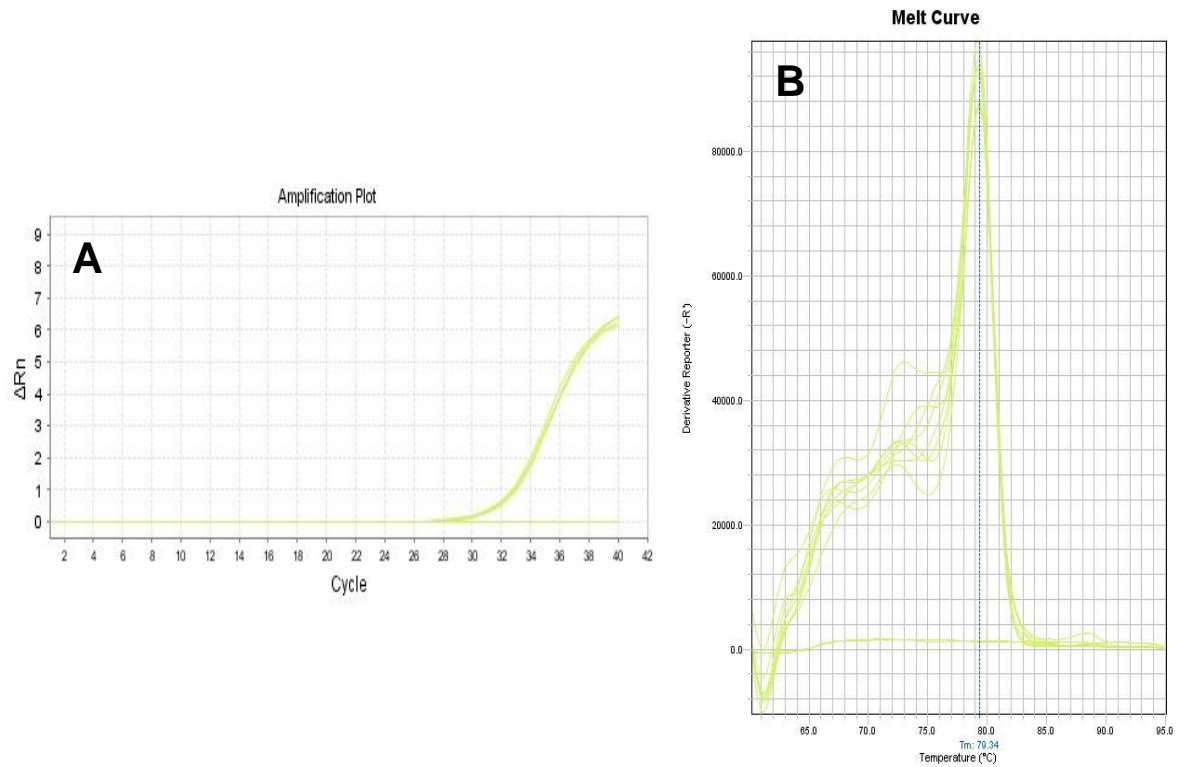 Amplification Plot
A
ΔRn
9
8
7
6
5
4
3
2
1
0
2 4 6 8 10 12 14 16 18 20 22 24 26 28 30 32 34 36 38 40 42
Cycle
Melt Curve
B
Derivative Reporter (-R')
80000.0
60000.0
40000.0
20000.0
0.0
65.0 70.0 75.0 80.0 85.0 90.0 95.0
Tm: 79.34
Temperature (°C)